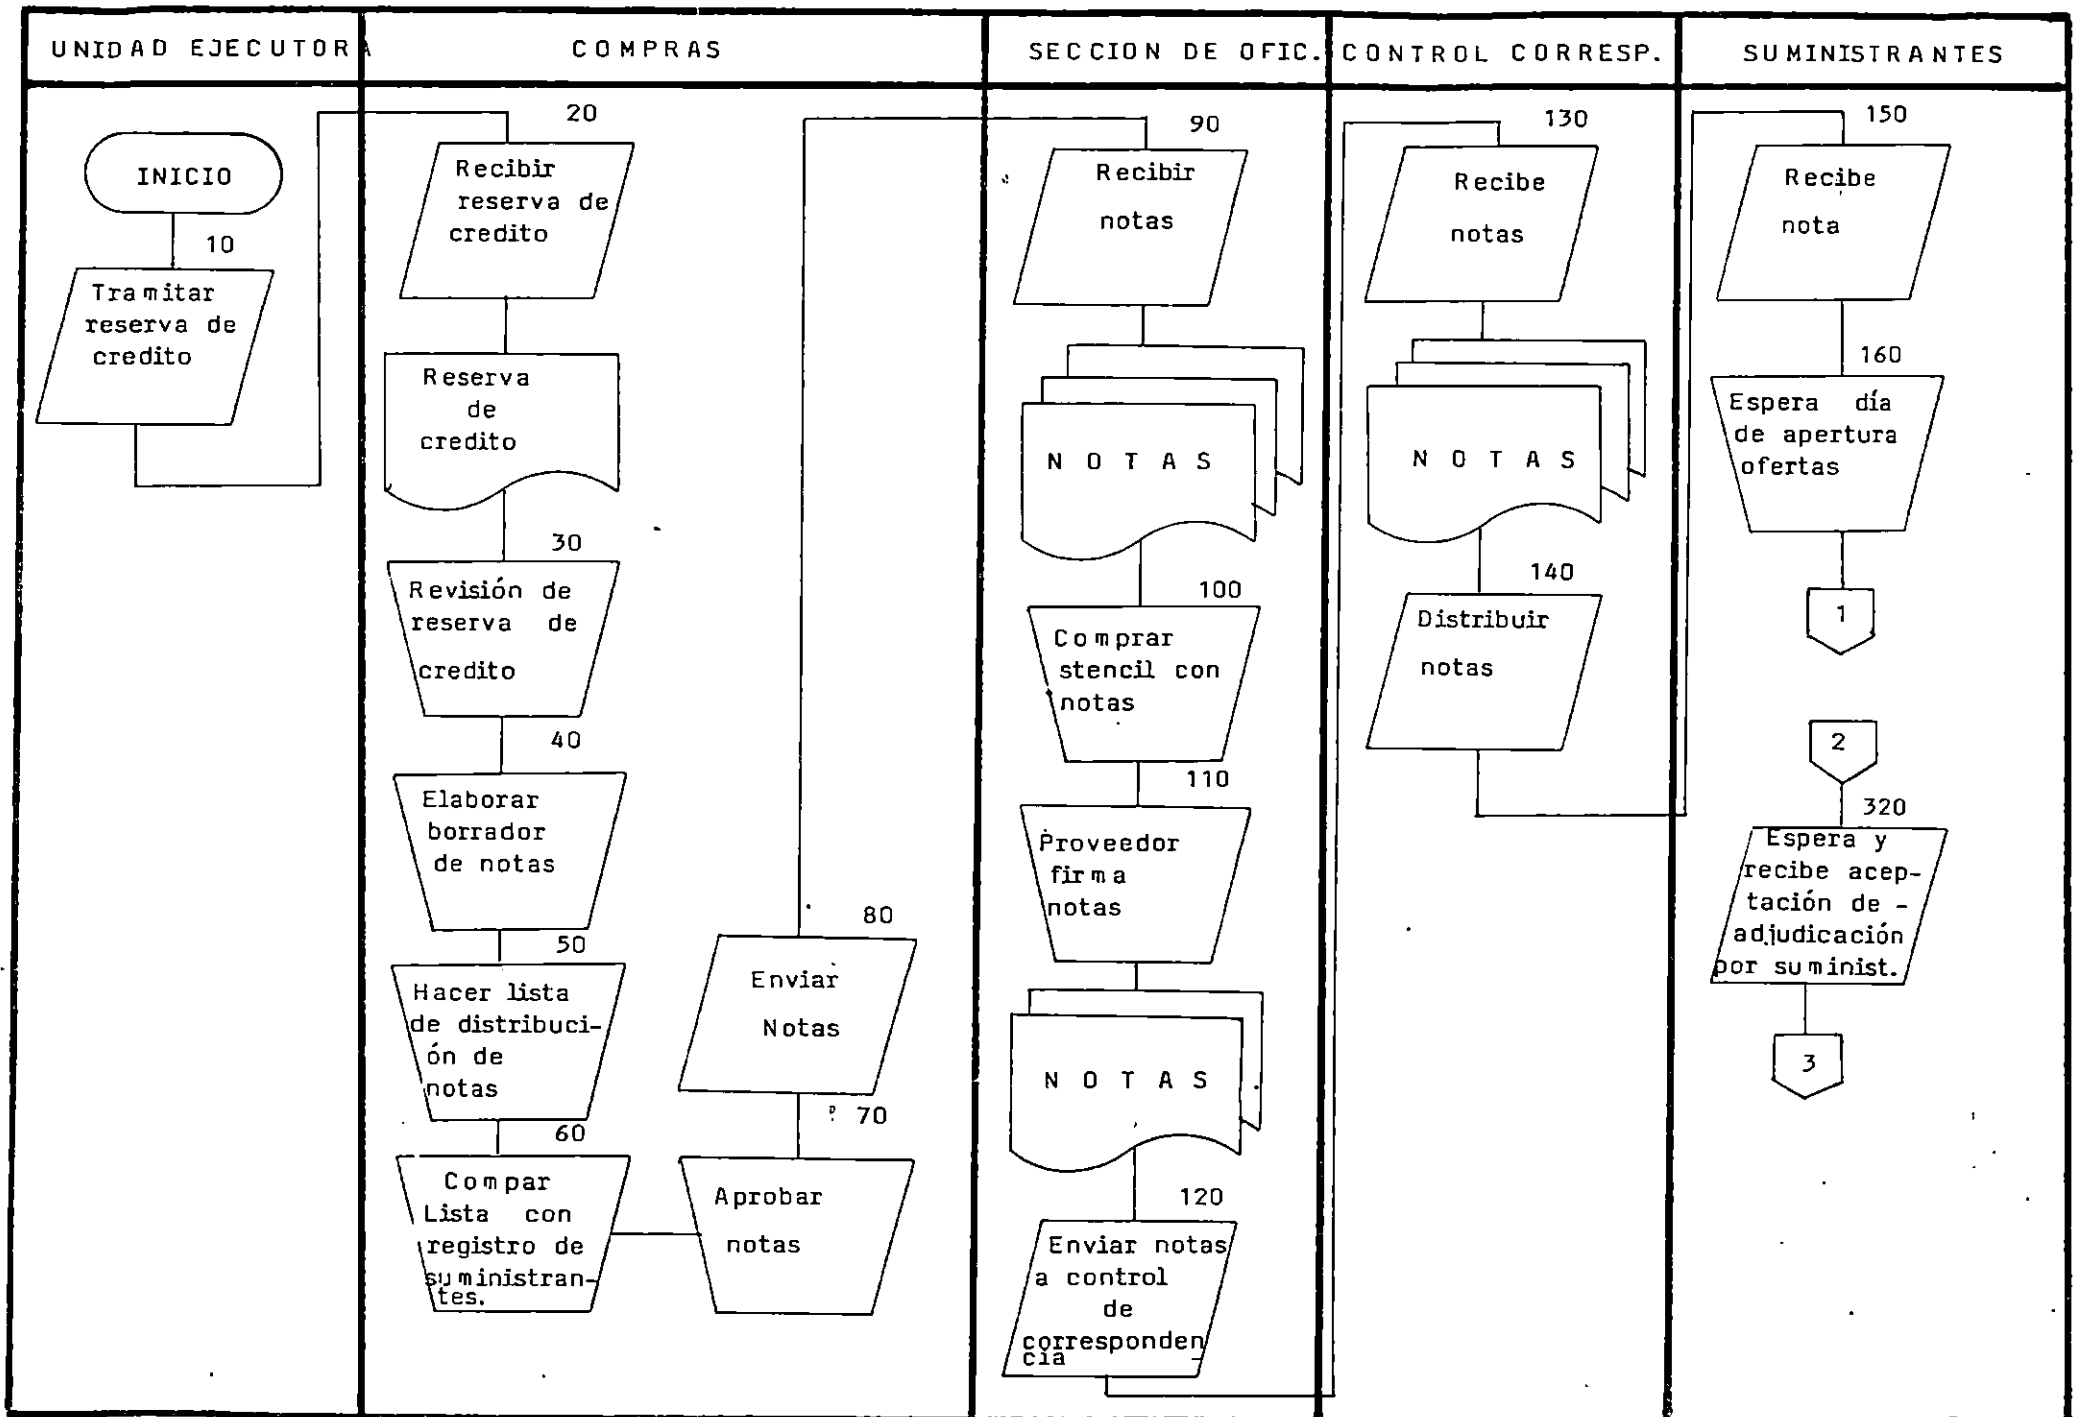 UNIDAD EJECUTORA
COMPRAS
SECCION DE OFIC.
CONTROL CORRESP.
SUMINISTRANTES
INICIO
10
Tramitar
reserva de
credito
20
Recibir
reserva de
credito
Reserva
de
credito
30
Revisión de
reserva de
credito
40
Elaborar
borrador
de notas
50
Hacer lista
de distribuci-
ón de
notas
60
Compar
Lista con
registro de
suministran-
tes.
70
Aprobar
notas
80
Enviar
Notas
90
Recibir
notas
NOTAS
100
Comprar
stencil con
notas
110
Proveedor
firma
notas
NOTAS
120
Enviar notas
a control
de
corresponden
cia -
130
Recibe
notas
NOTAS
140
Distribuir
notas
150
Recibe
nota
160
Espera día
de apertura
ofertas
1
2
320
Espera y
recibe acep-
tación de -
adjudicación
por suminist.
3